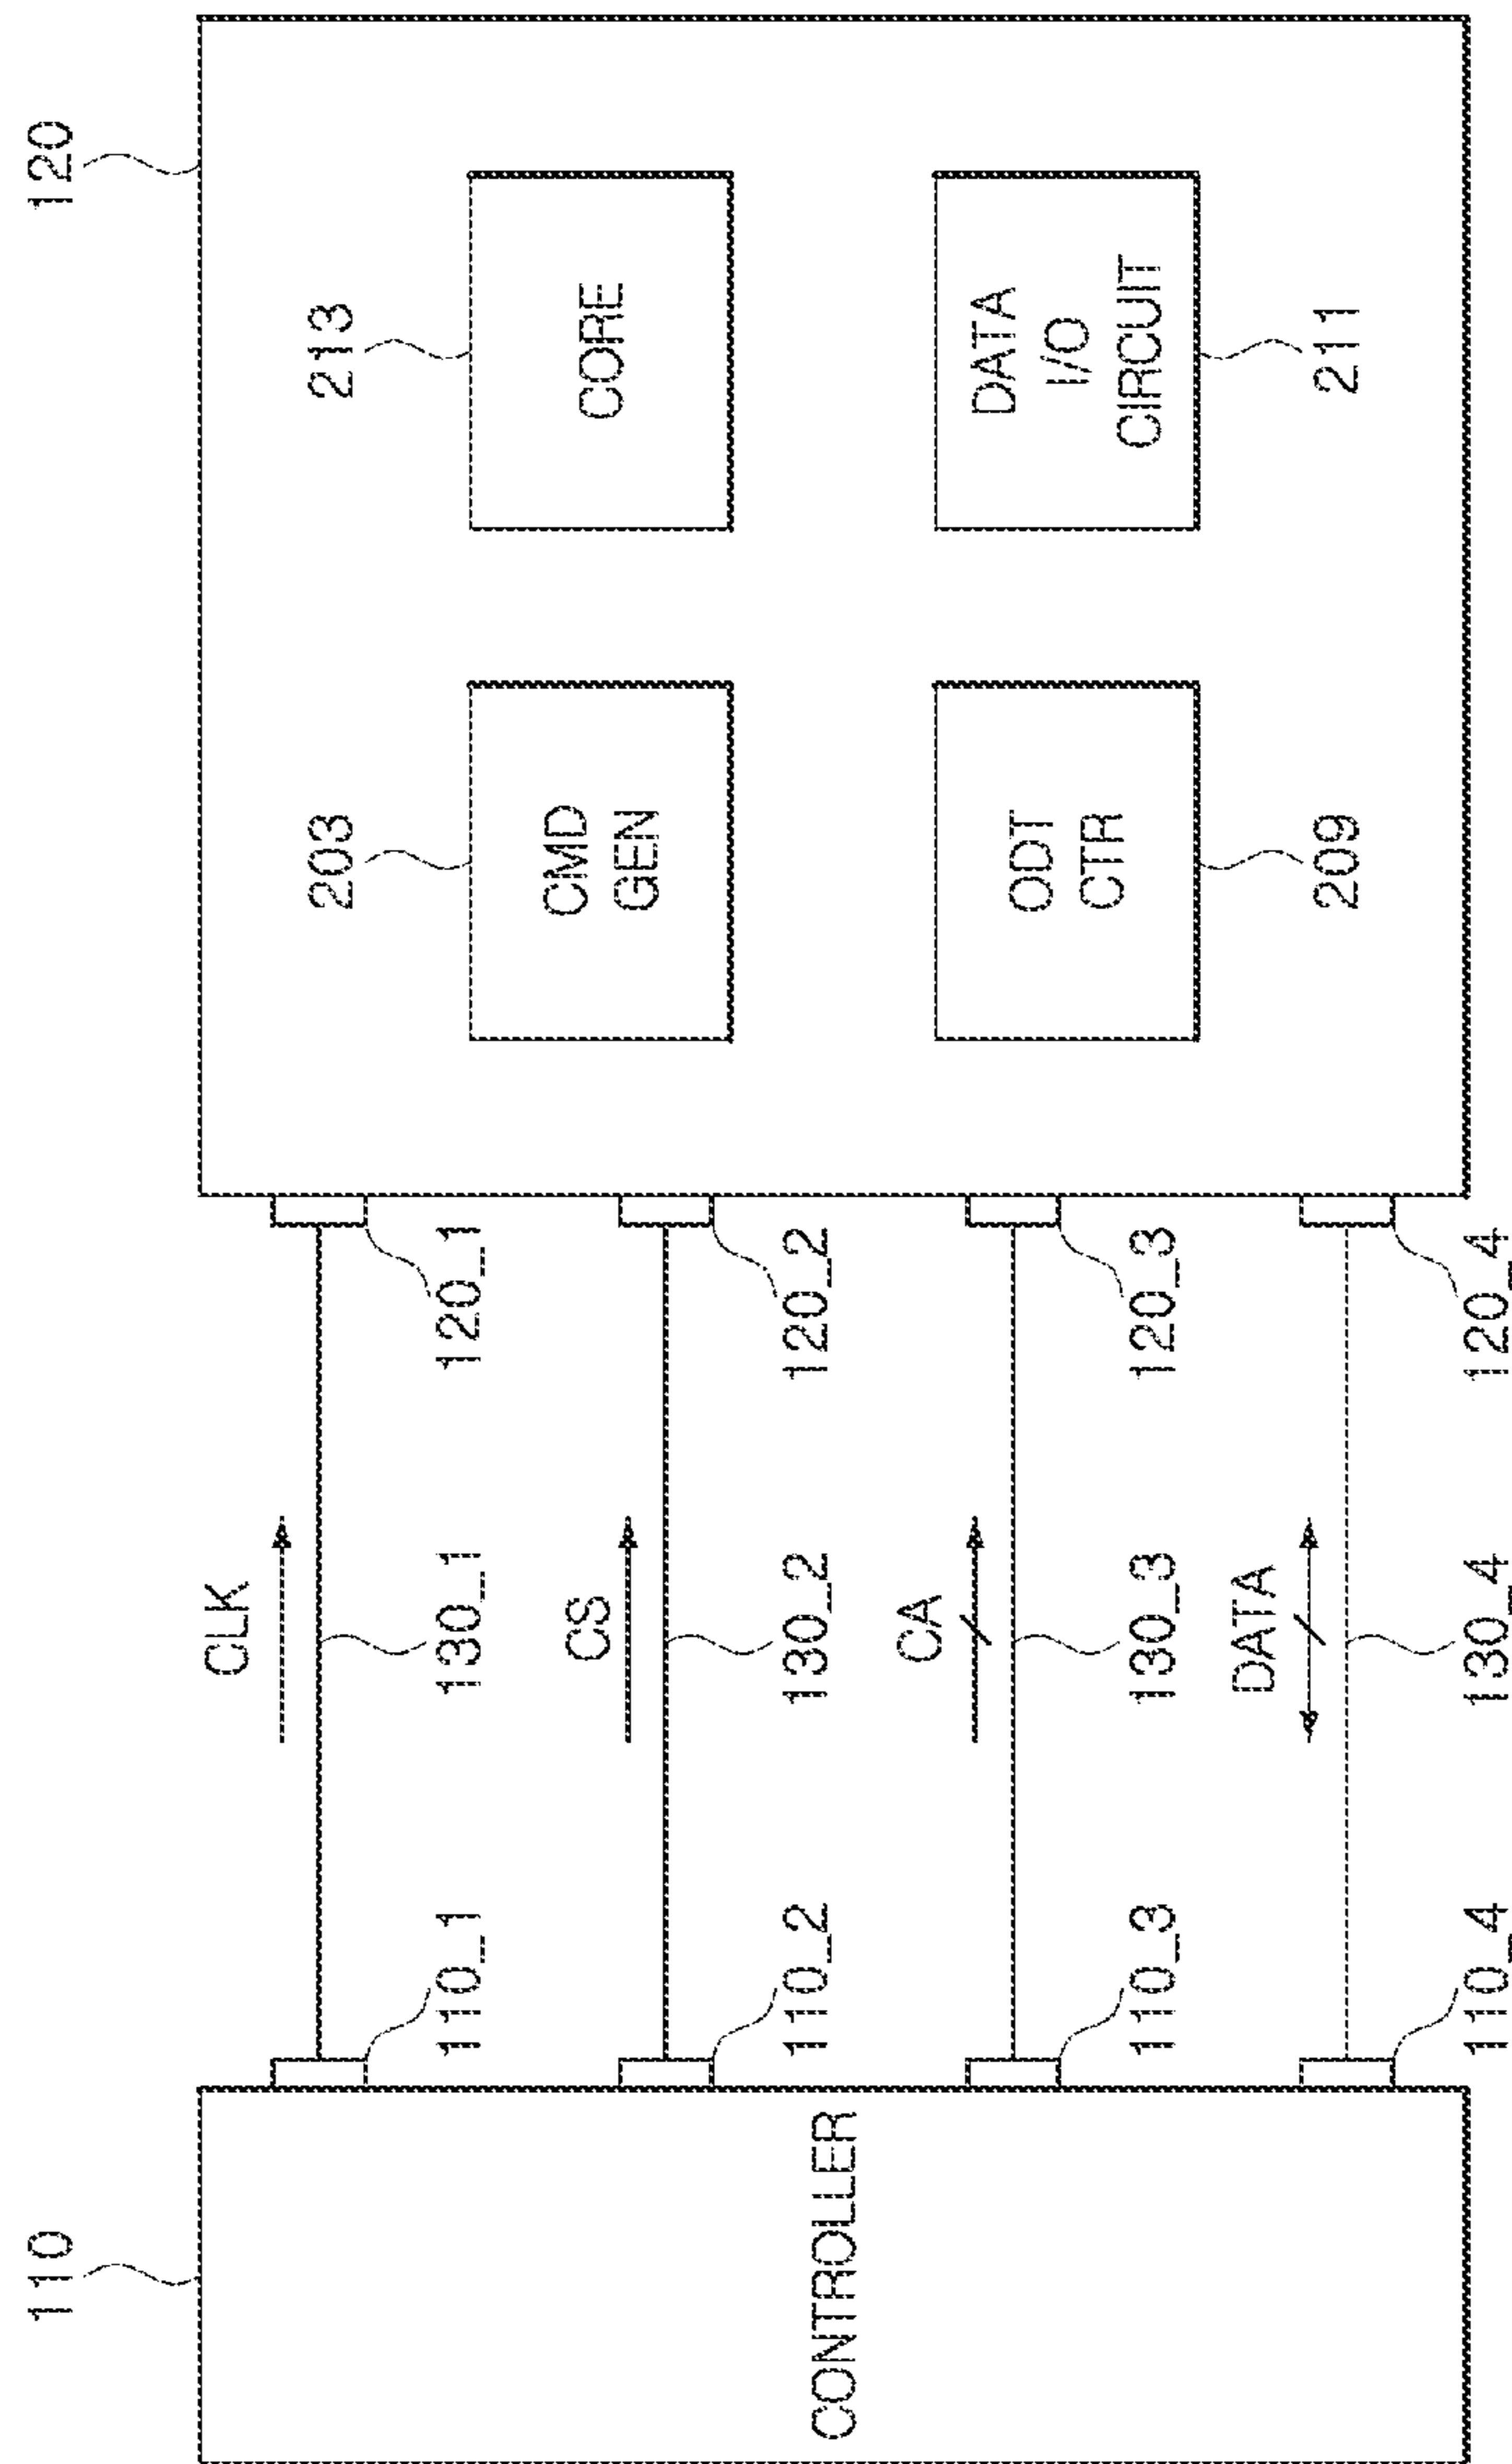 110
120
CONTROLLER
110_1
CLK
130_1
120_1
110_2
CS
130_2
120_2
110_3
CA
130_3
120_3
110_4
DATA
130_4
120_4
203
CMD
GEN
213
CORE
ODT
CTR
209
DATA
I/O
CIRCUIT
211